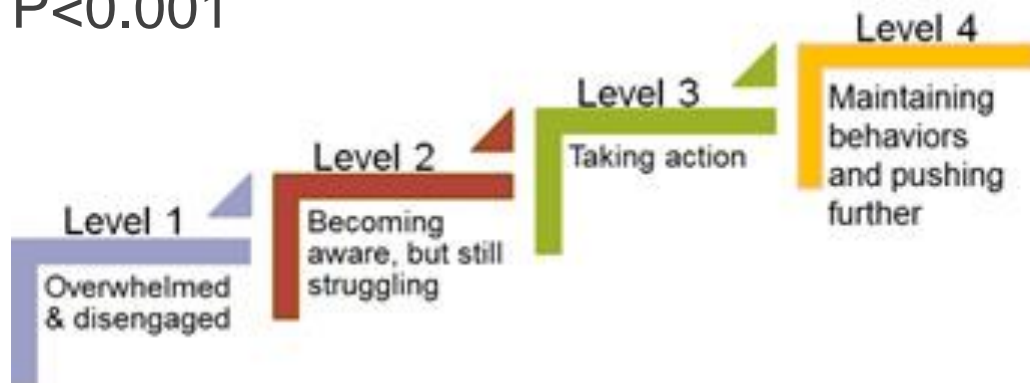 P<0.001
Level 1
Overwhelmed
& disengaged
Level 2
Becoming
aware, but still
struggling
Level 3
Taking action
Level 4
Maintaining
behaviors
and pushing
further